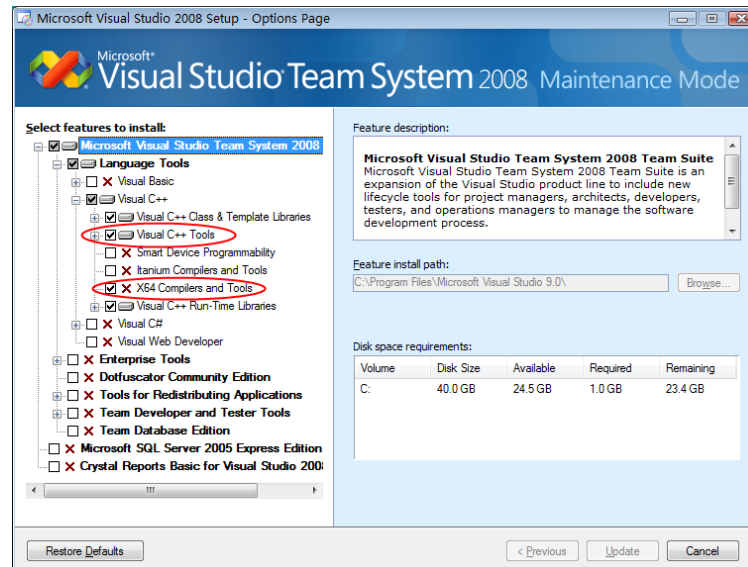 Microsoft Visual Studio 2008 Setup - Options Page
Microsoft®
Visual Studio Team System 2008 Maintenance Mode
Select features to install:
Microsoft Visual Studio Team System 2008
Language Tools
Visual Basic
Visual C++
Visual C++ Class & Template Libraries
Visual C++ Tools
Smart Device Programmability
Itanium Compilers and Tools
X64 Compilers and Tools
Visual C++ Run-Time Libraries
Visual C#
Visual Web Developer
Enterprise Tools
Dotfuscator Community Edition
Tools for Redistributing Applications
Team Developer and Tester Tools
Team Database Edition
Microsoft SQL Server 2005 Express Edition
Crystal Reports Basic for Visual Studio 200
Feature description:
Microsoft Visual Studio Team System 2008 Team Suite
Microsoft Visual Studio Team System 2008 Team Suite is an
expansion of the Visual Studio product line to include new
lifecycle tools for project managers, architects, developers,
testers, and operations managers to manage the software
development process.
Feature install path:
C:\Program Files\Microsoft Visual Studio 9.0\
Browse...
Disk space requirements:
Volume Disk Size Available Required Remaining
C: 40.0 GB 24.5 GB 1.0 GB 23.4 GB
Restore Defaults
< Previous
Update
Cancel